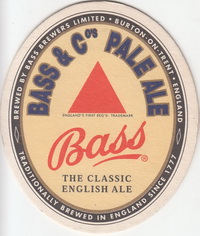 BREWED BY BASS BREWERS LIMITED • BURTON-ON-TRENT • ENGLAND
BASS & Co's PALE ALE
ENGLAND'S FIRST REG'D. TRADEMARK
Bass
THE CLASSIC
ENGLISH ALE
TRADITIONALLY BREWED IN ENGLAND SINCE 1777